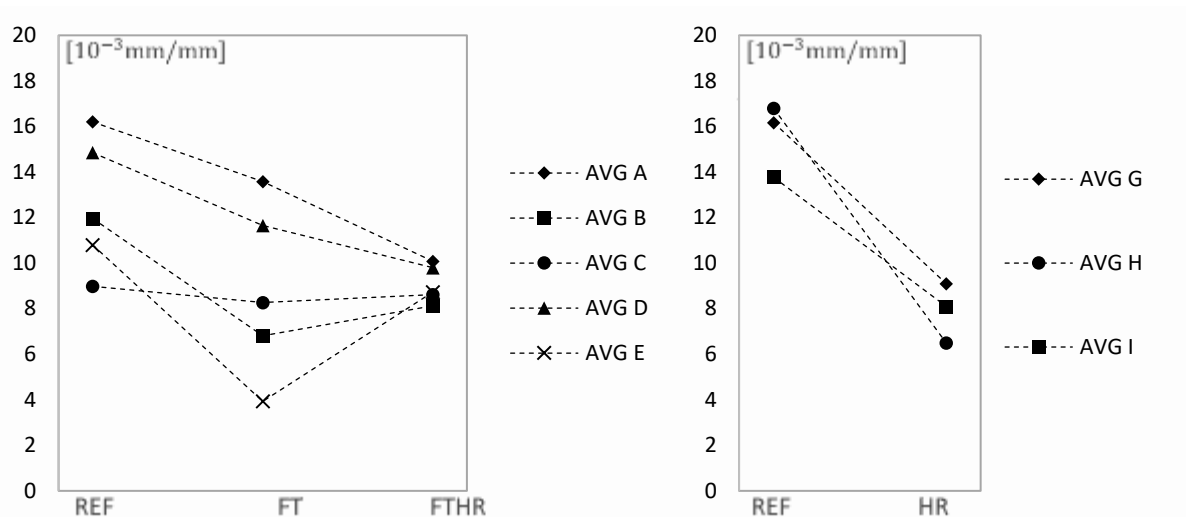 20
18
16
14
12
10
8
6
4
2
0
[10⁻³mm/mm]
REF FT FTHR
AVG A
AVG B
AVG C
AVG D
AVG E
20
18
16
14
12
10
8
6
4
2
0
[10⁻³mm/mm]
REF HR
AVG G
AVG H
AVG I